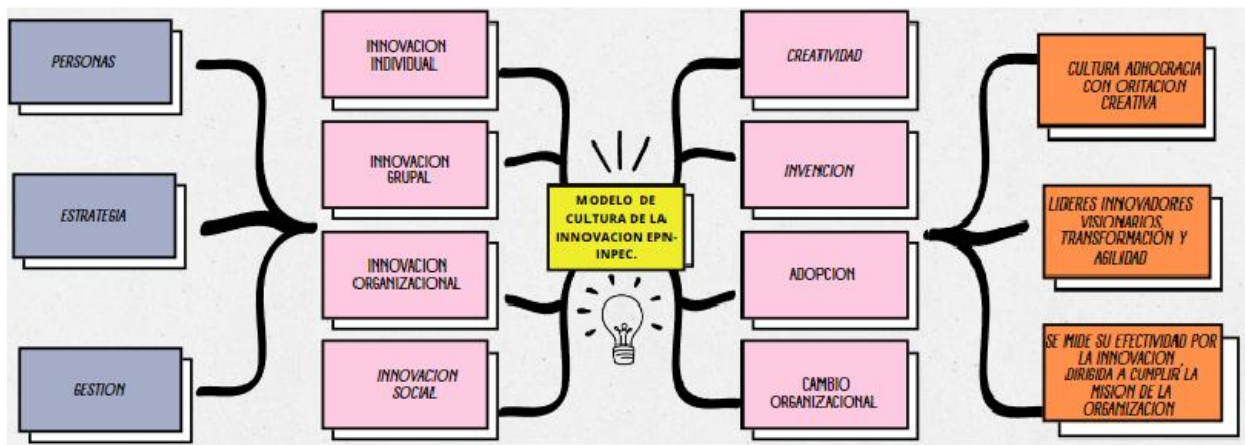 PERSONAS
ESTRATEGIA
GESTION
INNOVACION
INDIVIDUAL
INNOVACION
GRUPAL
INNOVACION
ORGANIZACIONAL
INNOVACION
SOCIAL
MODELO DE
CULTURA DE LA
INNOVACION EPN-
INPEC.
CREATIVIDAD
INVENCION
ADOPCION
CAMBIO
ORGANIZACIONAL
CULTURA ADHOCRACIA
CON ORITACION
CREATIVA
LIDERES INNOVADORES
VISIONARIOS,
TRANSFORMACIÓN Y
AGILIDAD
SE MIDE SU EFECTIVIDAD POR
LA INNOVACION ,
DIRIGIDA A CUMPLIR LA
MISION DE LA
ORGANIZACION